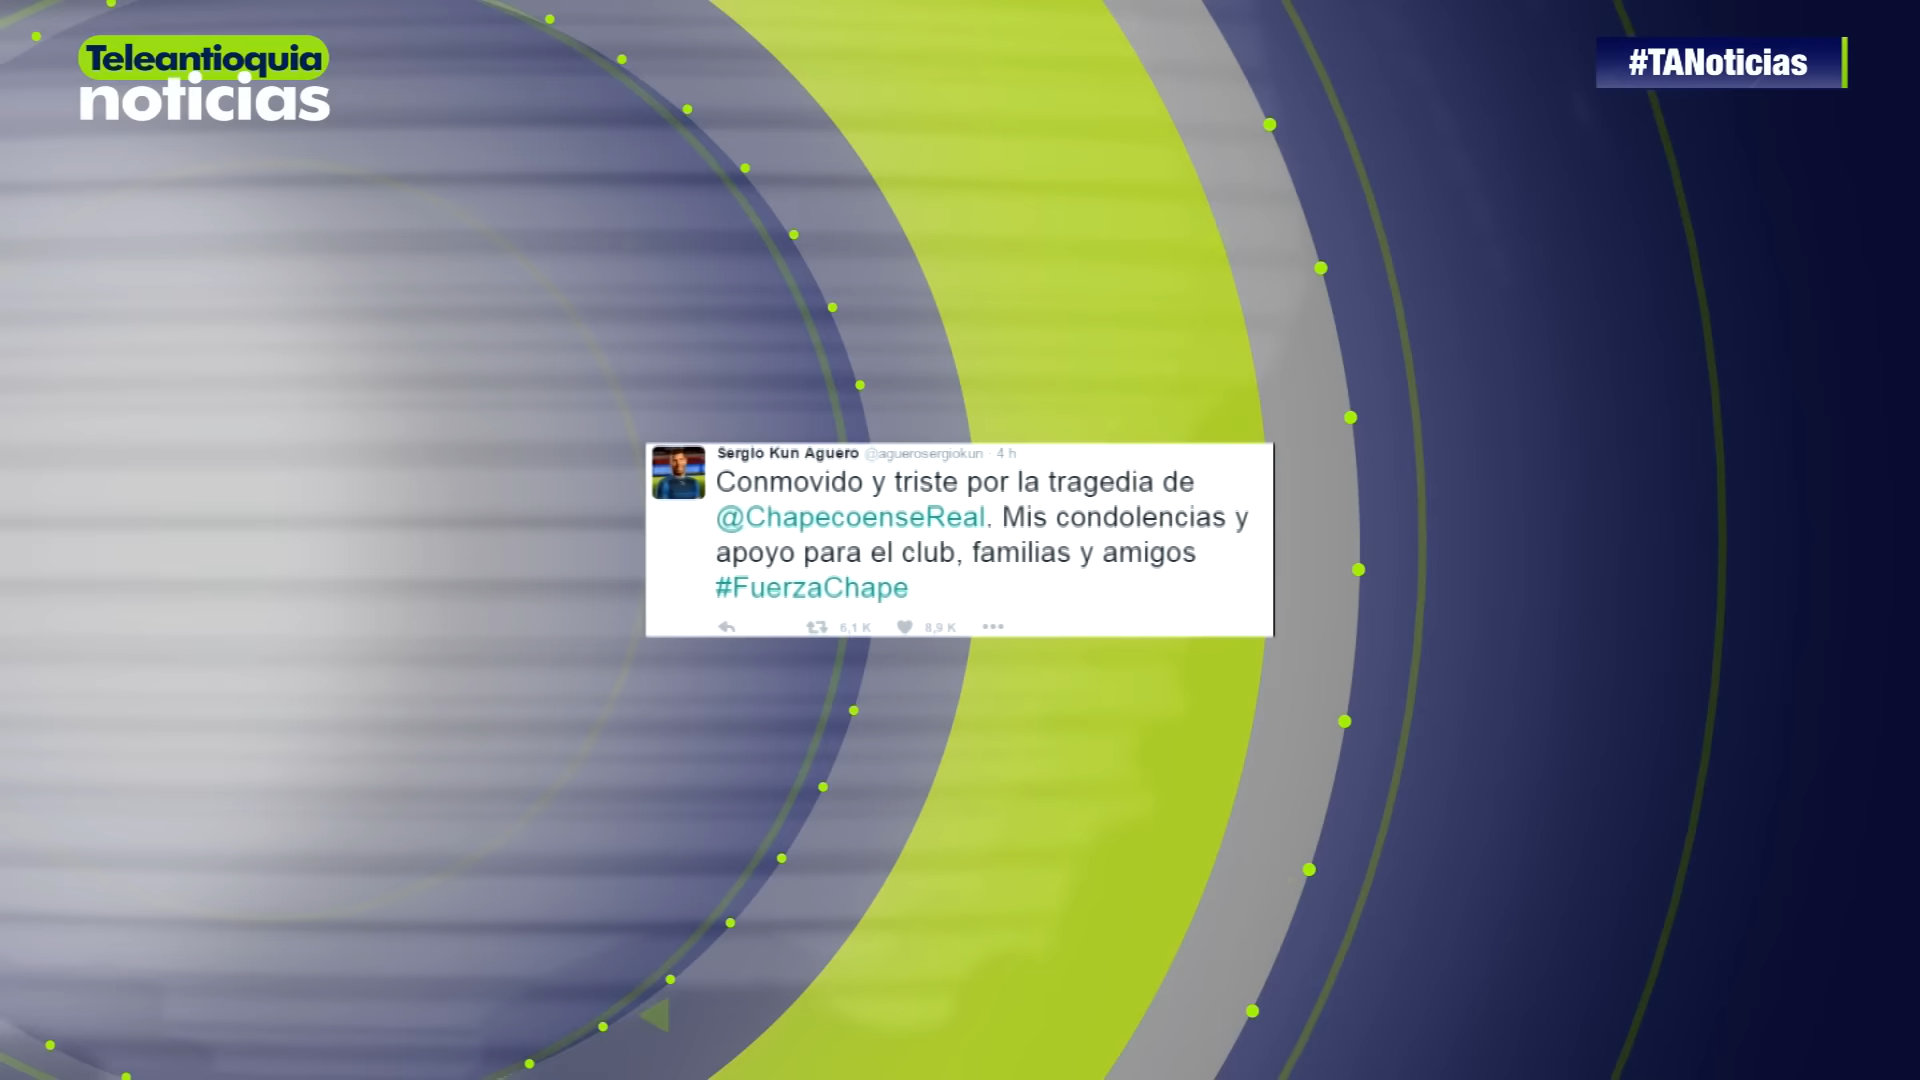 Teleantioquia
noticias
#TANoticias
Sergio Kun Aguero @aguerosergiokun · 4 h
Conmovido y triste por la tragedia de
@ChapecoenseReal. Mis condolencias y
apoyo para el club, familias y amigos
#FuerzaChape
6,1 K 8,9 K